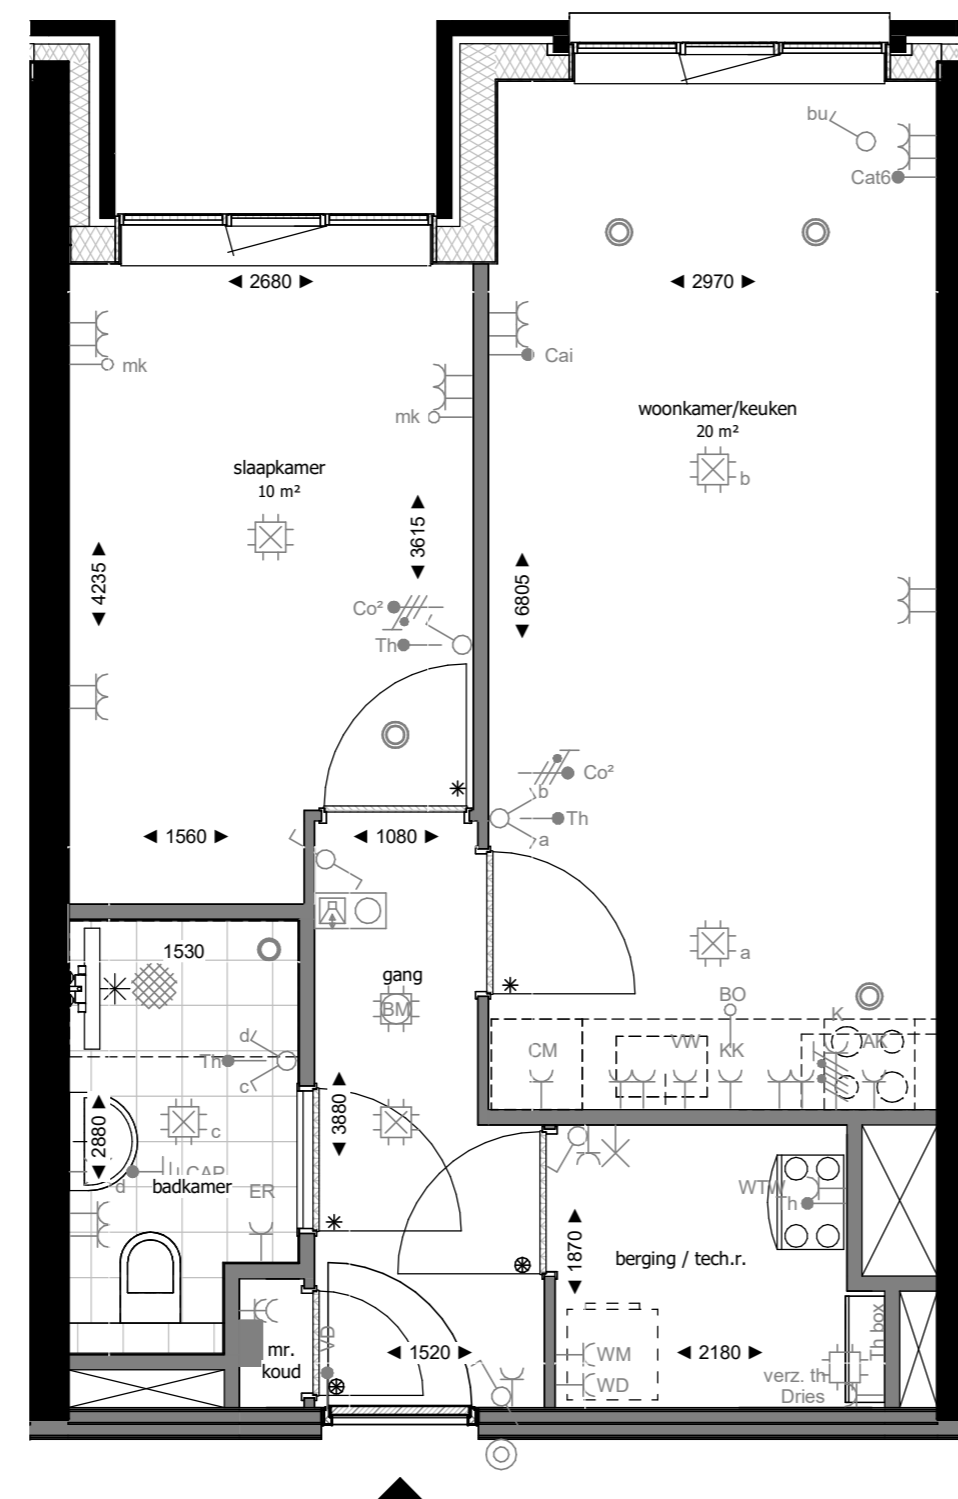 bu
Cat6
2680
2970
Cai
mk
mk
woonkamer/keuken
20 m²
b
slaapkamer
10 m²
3615
4235
6805
Co²
Th
Co²
b
Th
a
1560
1080
1530
a
gang
BM
BO
K
CM
VW
KK
AK
d
Th
c
3880
c
2880
CAP
d
badkamer
ER
WTW
Th
1870
berging / tech.r.
VD
mr.
koud
1520
WM
WD
2180
Th box
verz. th
Dries